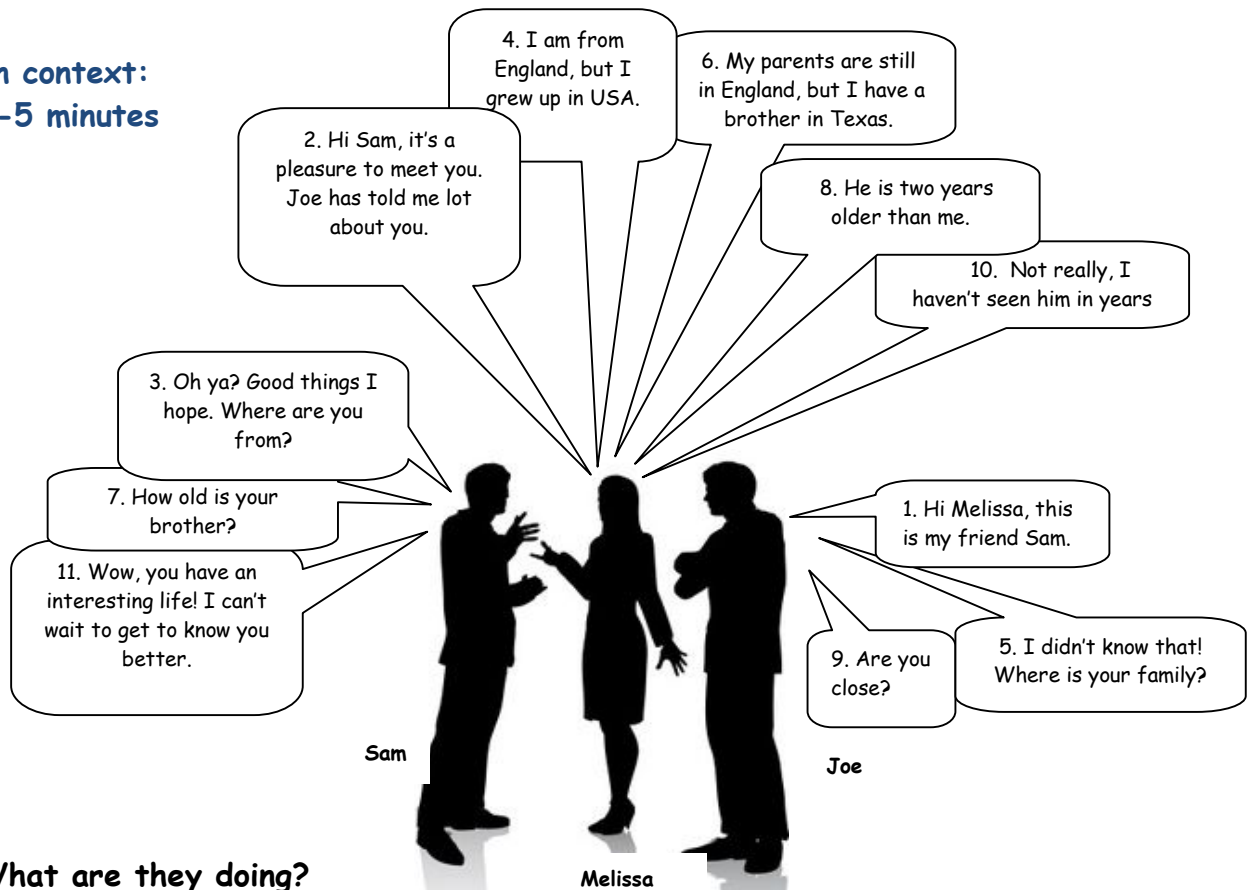 n context:
-5 minutes
4. I am from
England, but I
grew up in USA.
6. My parents are still
in England, but I have a
brother in Texas.
2. Hi Sam, it's a
pleasure to meet you.
Joe has told me lot
about you.
8. He is two years
older than me.
10. Not really, I
haven't seen him in years
3. Oh ya? Good things I
hope. Where are you
from?
7. How old is your
brother?
11. Wow, you have an
interesting life! I can't
wait to get to know you
better.
1. Hi Melissa, this
is my friend Sam.
9. Are you
close?
5. I didn't know that!
Where is your family?
Sam
Joe
What are they doing?
Melissa